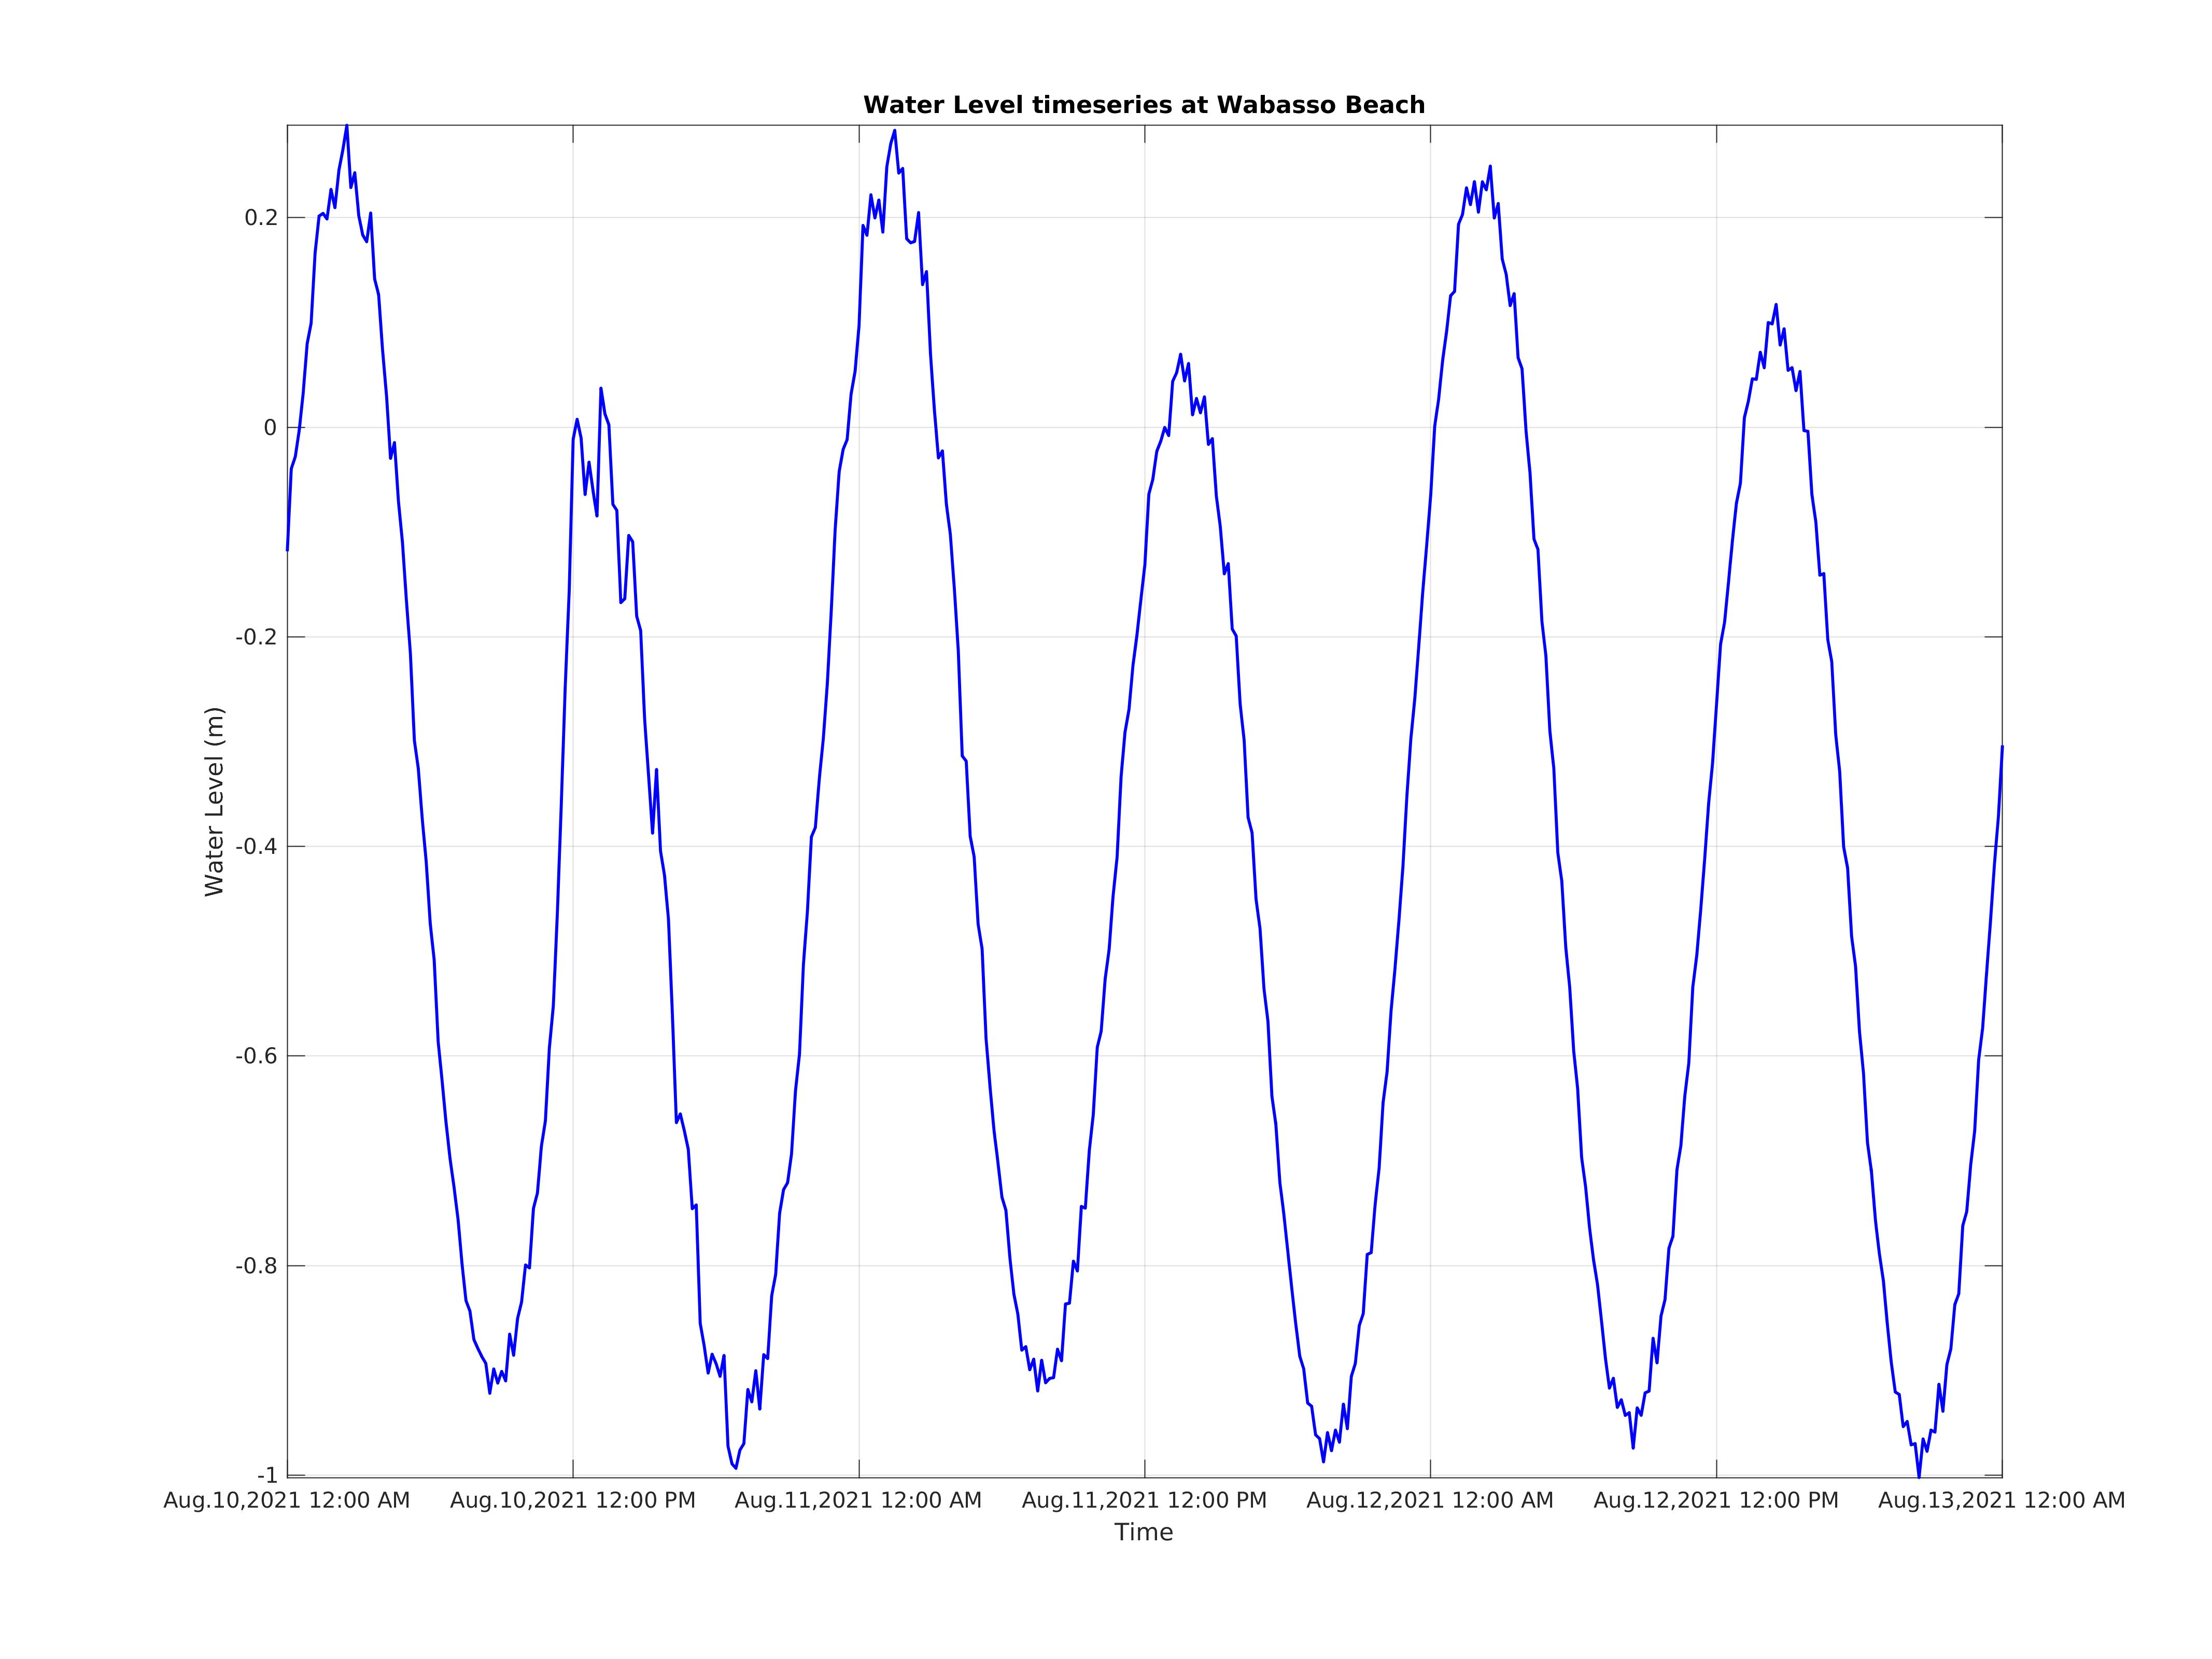 Water Level timeseries at Wabasso Beach
0.2
0
-0.2
-0.4
-0.6
-0.8
-1
Water Level (m)
Aug.10,2021 12:00 AM
Aug.10,2021 12:00 PM
Aug.11,2021 12:00 AM
Aug.11,2021 12:00 PM
Aug.12,2021 12:00 AM
Aug.12,2021 12:00 PM
Aug.13,2021 12:00 AM
Time